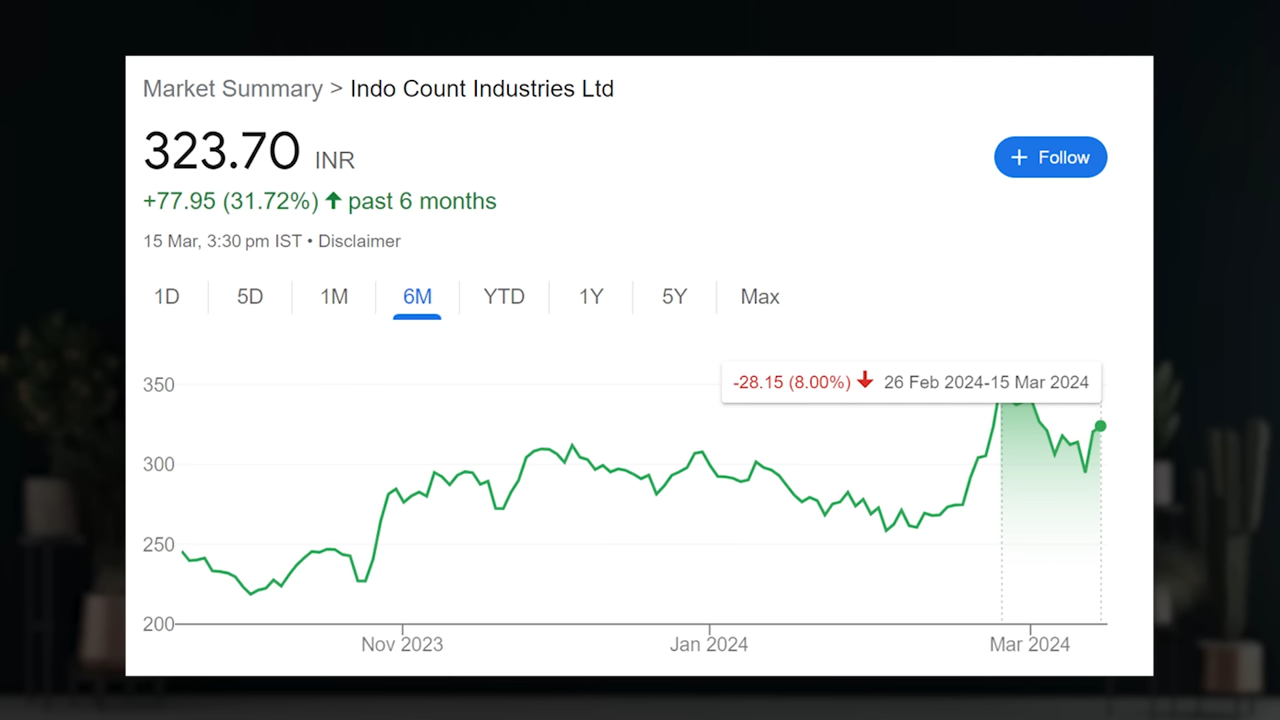 Market Summary > Indo Count Industries Ltd
323.70 INR
+ Follow
+77.95 (31.72%) ↑ past 6 months
15 Mar, 3:30 pm IST • Disclaimer
1D 5D 1M 6M YTD 1Y 5Y Max
-28.15 (8.00%) ↓ 26 Feb 2024-15 Mar 2024
350
300
250
200
Nov 2023 Jan 2024 Mar 2024